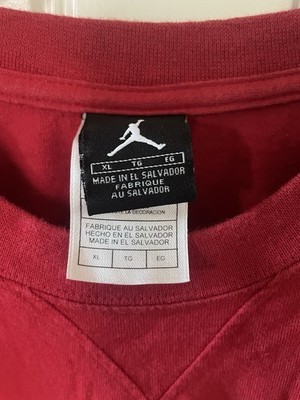 XL TG EG
MADE IN EL SALVADOR
FABRIQUE
AU SALVADOR
LA DECORACION
FABRIQUE AU SALVADOR
HECHO EN EL SALVADOR
MADE IN EL SALVADOR
XL TG EG